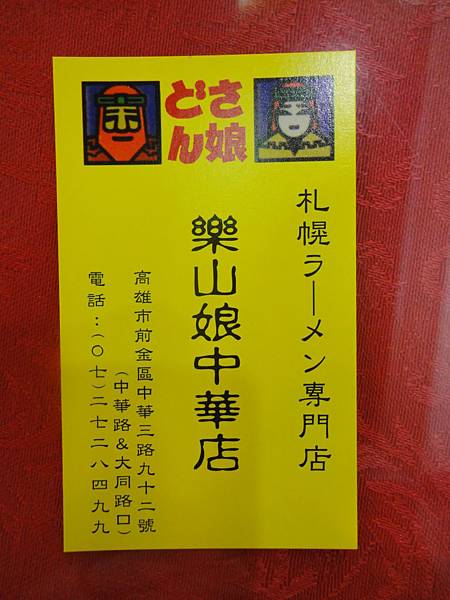 どさん娘
札幌ラーメン専門店
樂山娘中華店
高雄市前金區中華三路九十二號
(中華路&大同路口)
電話:(〇七)二七二八四九九